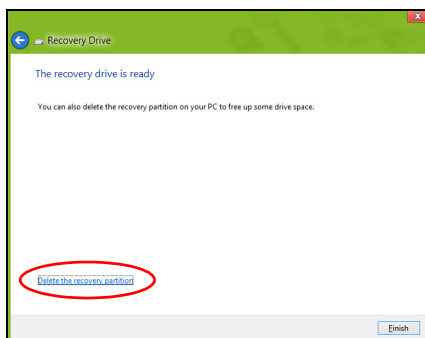 x
Recovery Drive
The recovery drive is ready
You can also delete the recovery partition on your PC to free up some drive space.
Delete the recovery partition
Finish